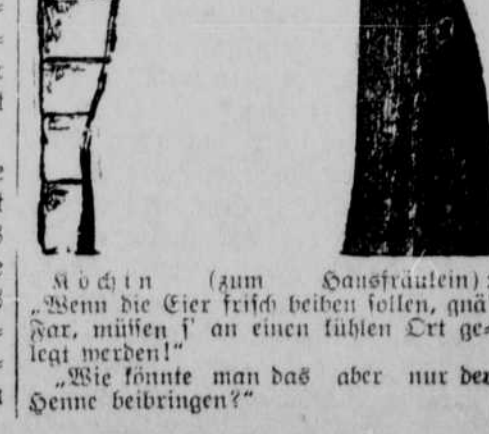 Köchin (zum Hausfräulein):
„Wenn die Eier frisch beiben sollen, gnä
Far, müssen s' an einen kühlen Ort ge=
legt werden!“
„Wie könnte man das aber nur der
Henne beibringen?“